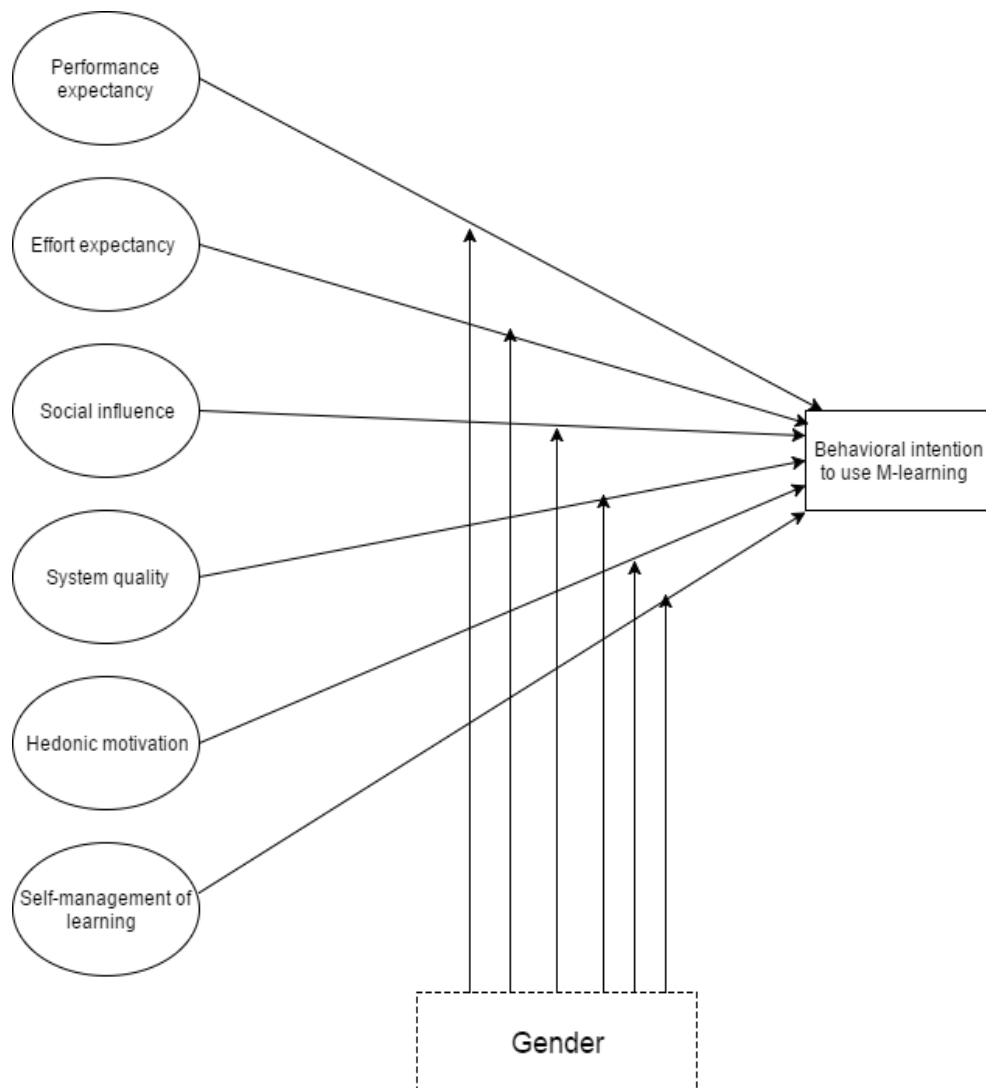 Performance
expectancy
Effort expectancy
Social influence
Behavioral intention
to use M-learning
System quality
Hedonic motivation
Self-management of
learning
Gender